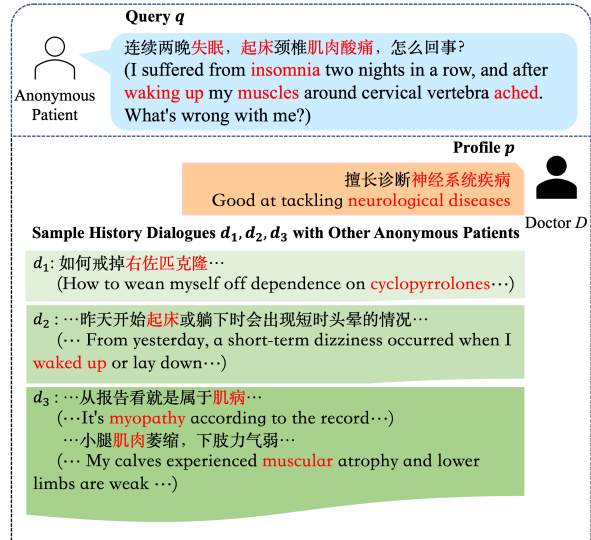 Query q
连续两晚失眠，起床颈椎肌肉酸痛，怎么回事?
(I suffered from insomnia two nights in a row, and after
waking up my muscles around cervical vertebra ached.
What's wrong with me?)
Anonymous
Patient
Profile p
擅长诊断神经系统疾病
Good at tackling neurological diseases
Doctor D
Sample History Dialogues d₁, d₂, d₃ with Other Anonymous Patients
d₁: 如何戒掉右佐匹克隆⋯
(How to wean myself off dependence on cyclopyrrolones⋯)
d₂ : ⋯昨天开始起床或躺下时会出现短时头晕的情况⋯
(⋯ From yesterday, a short-term dizziness occurred when I
waked up or lay down⋯)
d₃ : ⋯从报告看就是属于肌病⋯
(⋯It's myopathy according to the record⋯)
⋯小腿肌肉萎缩，下肢力气弱⋯
(⋯ My calves experienced muscular atrophy and lower
limbs are weak ⋯)